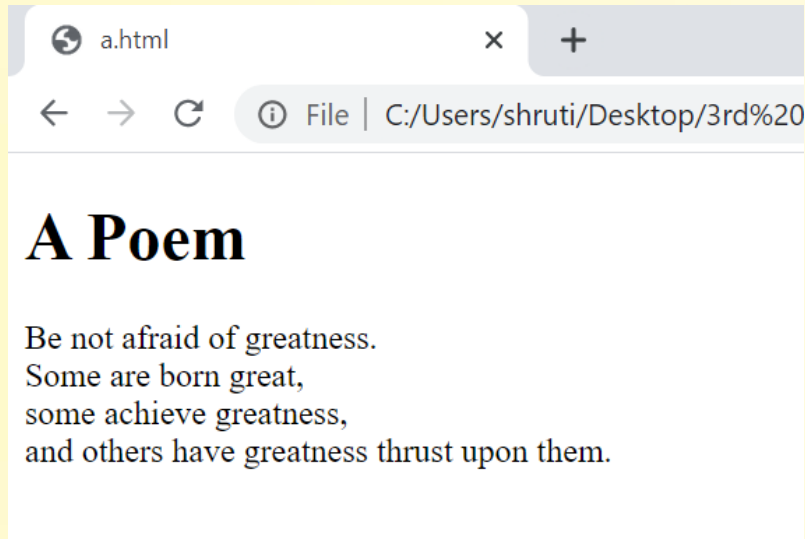 a.html
File C:/Users/shruti/Desktop/3rd%20
A Poem
Be not afraid of greatness.
Some are born great,
some achieve greatness,
and others have greatness thrust upon them.